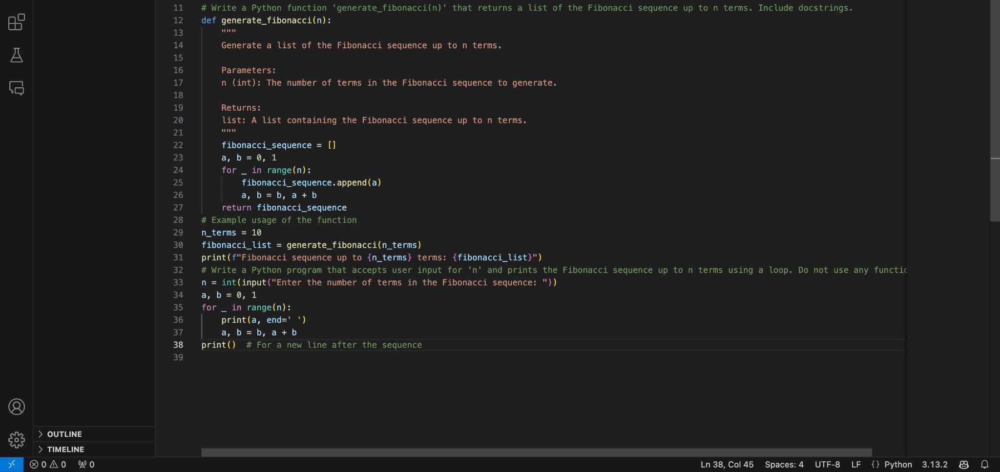 11 # Write a Python function 'generate_fibonacci(n)' that returns a list of the Fibonacci sequence up to n terms. Include docstrings.
12 def generate_fibonacci(n):
13     """
14     Generate a list of the Fibonacci sequence up to n terms.
15
16     Parameters:
17     n (int): The number of terms in the Fibonacci sequence to generate.
18
19     Returns:
20     list: A list containing the Fibonacci sequence up to n terms.
21     """
22     fibonacci_sequence = []
23     a, b = 0, 1
24     for _ in range(n):
25         fibonacci_sequence.append(a)
26         a, b = b, a + b
27     return fibonacci_sequence
28 # Example usage of the function
29 n_terms = 10
30 fibonacci_list = generate_fibonacci(n_terms)
31 print(f"Fibonacci sequence up to {n_terms} terms: {fibonacci_list}")
32 # Write a Python program that accepts user input for 'n' and prints the Fibonacci sequence up to n terms using a loop. Do not use any functio
33 n = int(input("Enter the number of terms in the Fibonacci sequence: "))
34 a, b = 0, 1
35 for _ in range(n):
36     print(a, end=' ')
37     a, b = b, a + b
38 print()  # For a new line after the sequence
39
OUTLINE
TIMELINE
0 0 0 Ln 38, Col 45 Spaces: 4 UTF-8 LF {} Python 3.13.2